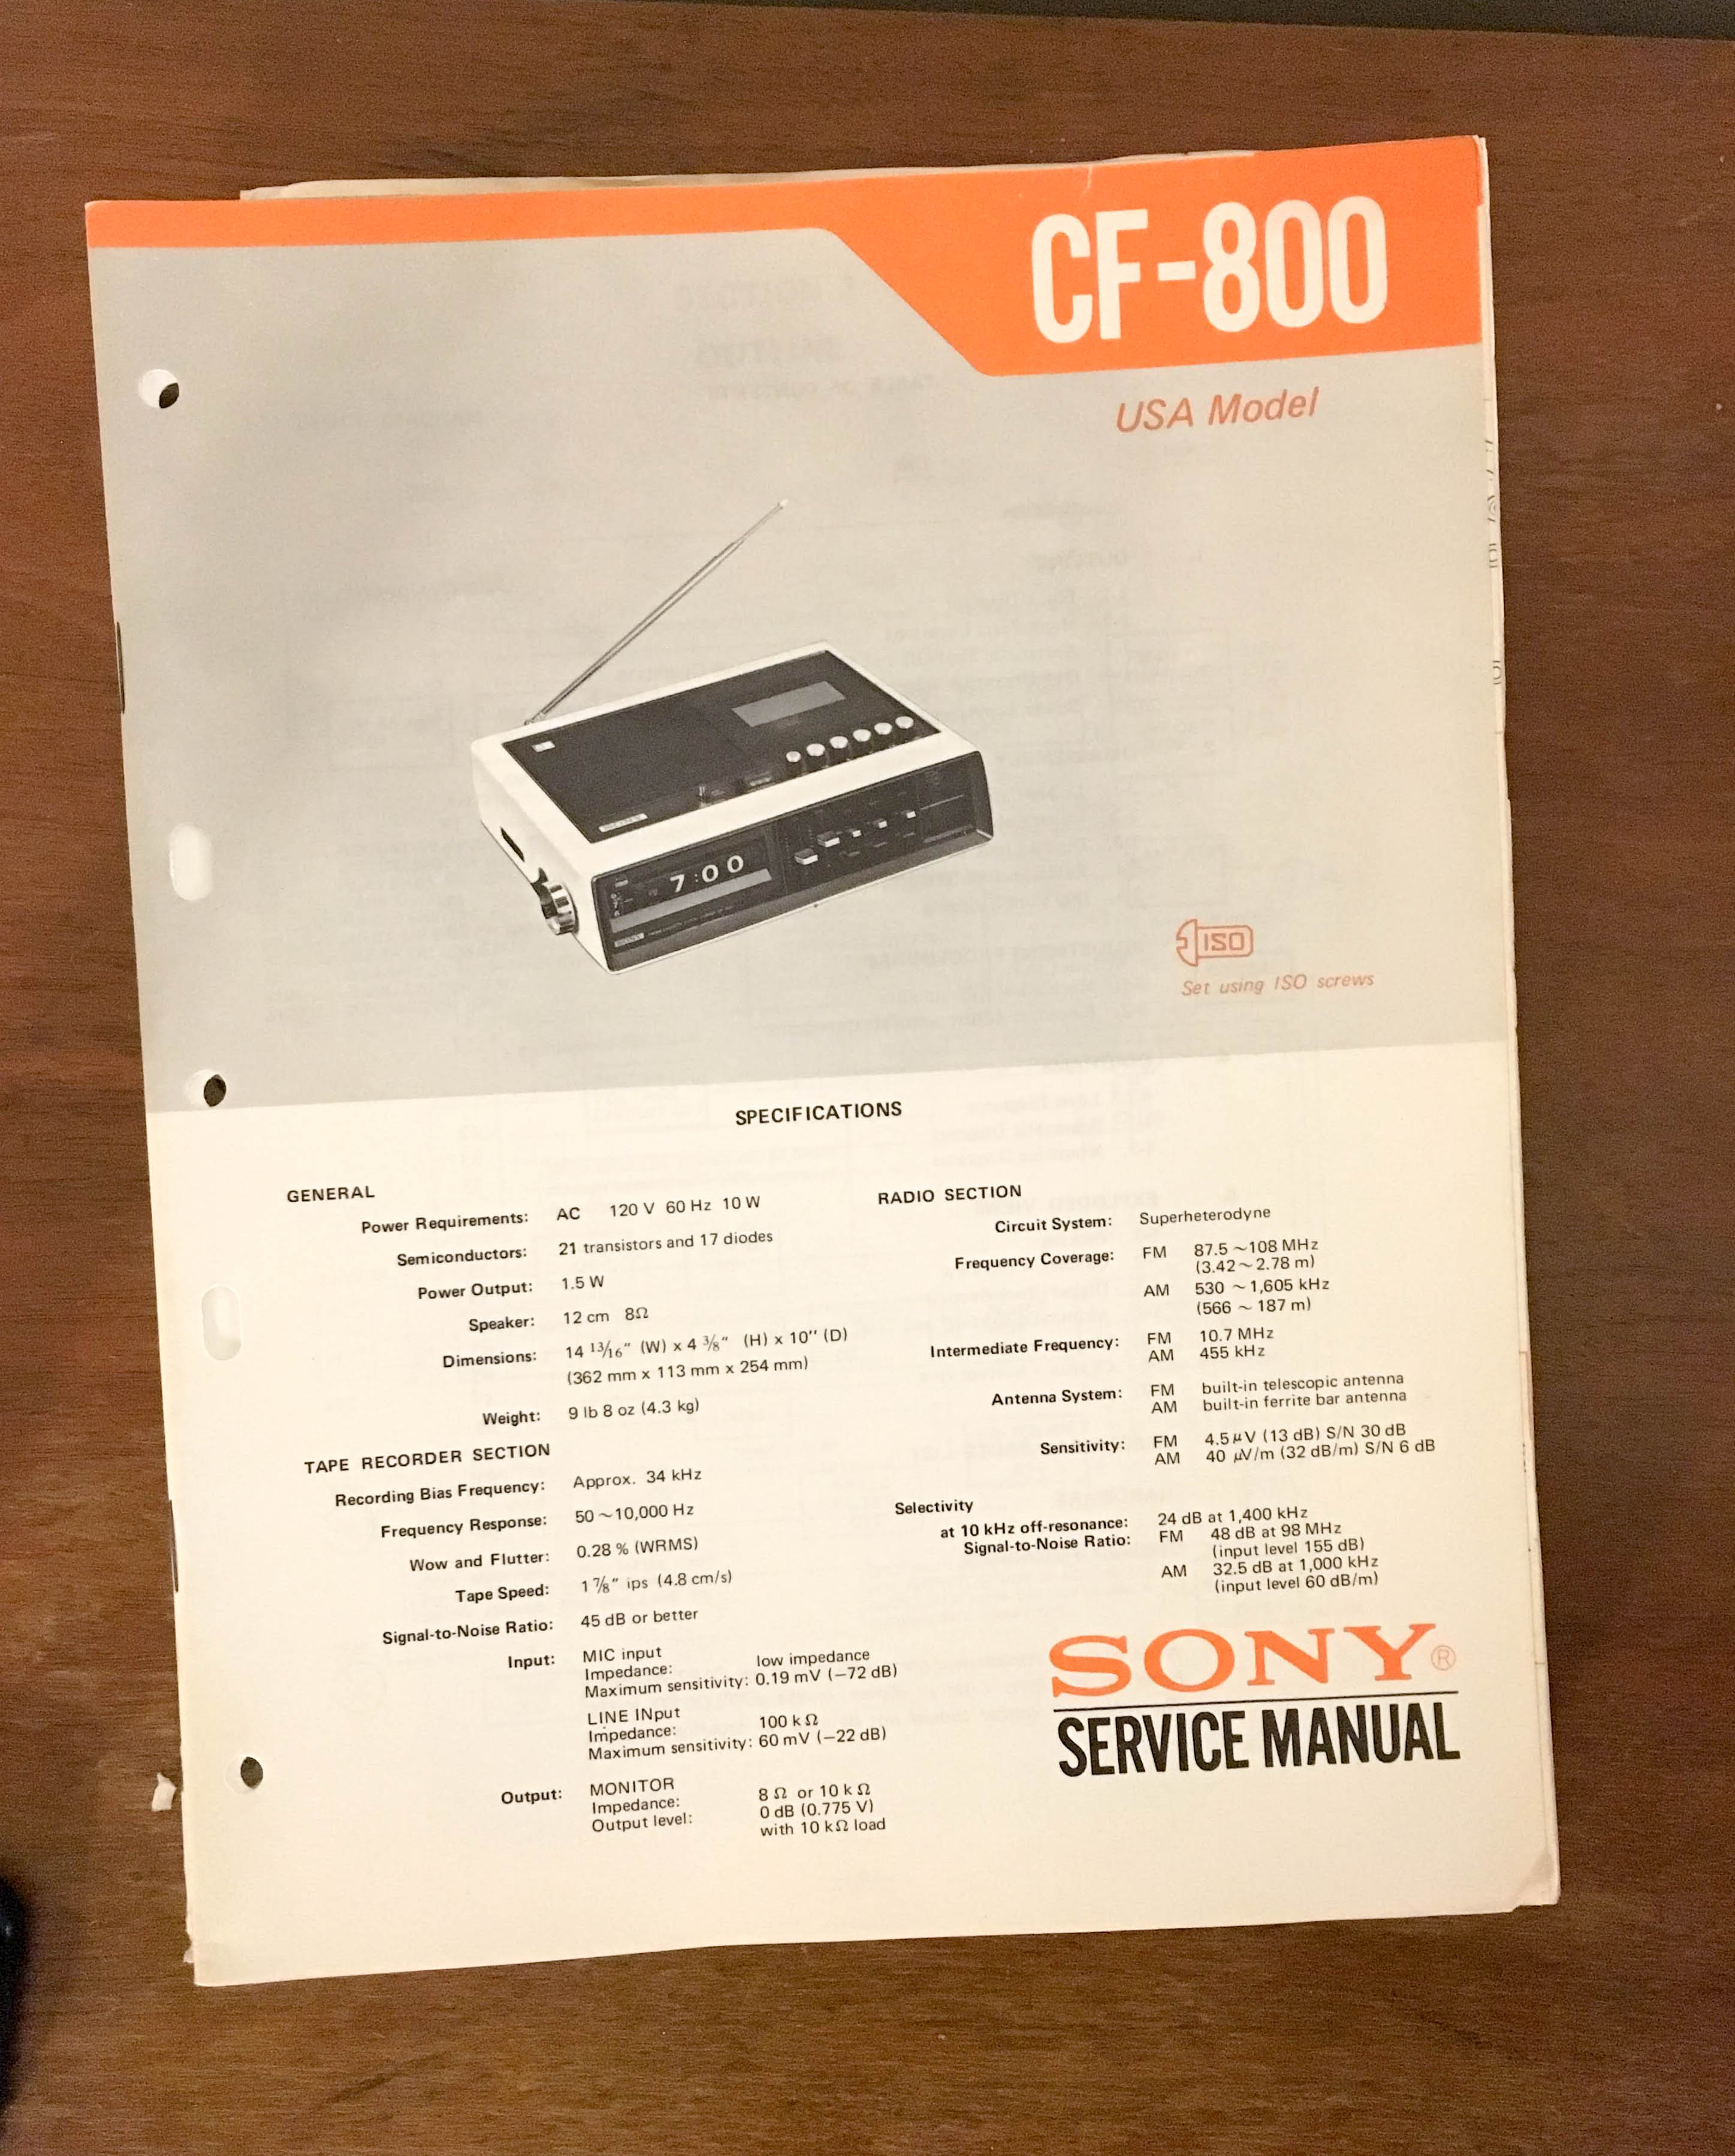 CF-800
USA Model
7:00
SONY
ISO
Set using ISO screws
SPECIFICATIONS
GENERAL
Power Requirements: AC 120 V 60 Hz 10 W
Semiconductors: 21 transistors and 17 diodes
Power Output: 1.5 W
Speaker: 12 cm 8Ω
Dimensions: 14 13/16" (W) x 4 3/8" (H) x 10'' (D)
(362 mm x 113 mm x 254 mm)
Weight: 9 lb 8 oz (4.3 kg)
TAPE RECORDER SECTION
Recording Bias Frequency: Approx. 34 kHz
Frequency Response: 50 ~ 10,000 Hz
Wow and Flutter: 0.28 % (WRMS)
Tape Speed: 1 7/8" ips (4.8 cm/s)
Signal-to-Noise Ratio: 45 dB or better
Input: MIC input
Impedance: low impedance
Maximum sensitivity: 0.19 mV (−72 dB)
LINE INput
Impedance: 100 k Ω
Maximum sensitivity: 60 mV (−22 dB)
Output: MONITOR
Impedance: 8 Ω or 10 k Ω
Output level: 0 dB (0.775 V)
with 10 kΩ load
RADIO SECTION
Circuit System: Superheterodyne
Frequency Coverage: FM 87.5 ~ 108 MHz
(3.42 ~ 2.78 m)
AM 530 ~ 1,605 kHz
(566 ~ 187 m)
Intermediate Frequency: FM 10.7 MHz
AM 455 kHz
Antenna System: FM built-in telescopic antenna
AM built-in ferrite bar antenna
Sensitivity: FM 4.5 μV (13 dB) S/N 30 dB
AM 40 μV/m (32 dB/m) S/N 6 dB
Selectivity
at 10 kHz off-resonance: 24 dB at 1,400 kHz
Signal-to-Noise Ratio: FM 48 dB at 98 MHz
(input level 155 dB)
AM 32.5 dB at 1,000 kHz
(input level 60 dB/m)
SONY®
SERVICE MANUAL